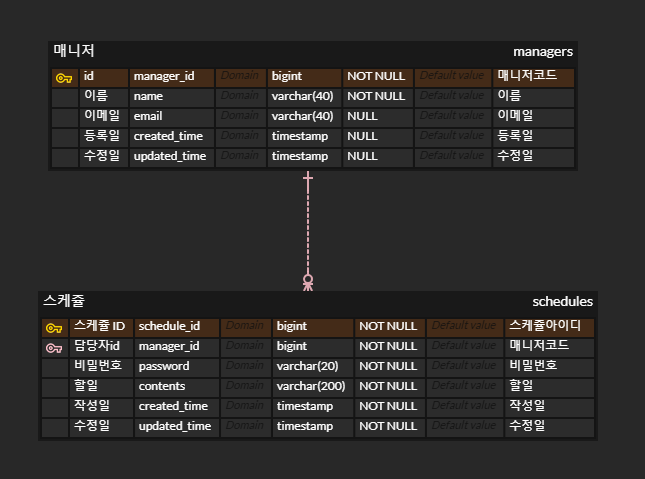 매니저 managers
id manager_id Domain bigint NOT NULL Default value 매니저코드
이름 name Domain varchar(40) NOT NULL Default value 이름
이메일 email Domain varchar(40) NULL Default value 이메일
등록일 created_time Domain timestamp NULL Default value 등록일
수정일 updated_time Domain timestamp NULL Default value 수정일
스케쥴 schedules
스케쥴 ID schedule_id Domain bigint NOT NULL Default value 스케쥴아이디
담당자id manager_id Domain bigint NOT NULL Default value 매니저코드
비밀번호 password Domain varchar(20) NOT NULL Default value 비밀번호
할일 contents Domain varchar(200) NOT NULL Default value 할일
작성일 created_time Domain timestamp NOT NULL Default value 작성일
수정일 updated_time Domain timestamp NOT NULL Default value 수정일